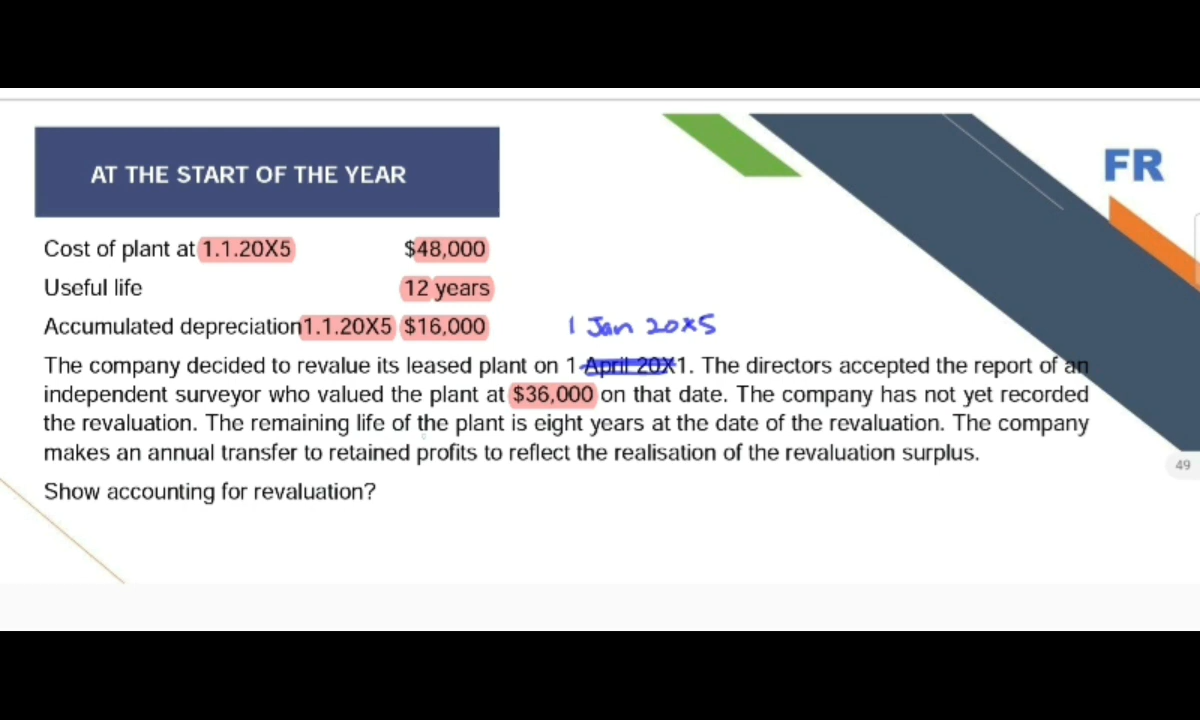 FR
AT THE START OF THE YEAR
Cost of plant at 1.1.20X5 $48,000
Useful life 12 years
Accumulated depreciation1.1.20X5 $16,000 1 Jan 20x5
The company decided to revalue its leased plant on 1 April 20X1. The directors accepted the report of an
independent surveyor who valued the plant at $36,000 on that date. The company has not yet recorded
the revaluation. The remaining life of the plant is eight years at the date of the revaluation. The company
makes an annual transfer to retained profits to reflect the realisation of the revaluation surplus.
49
Show accounting for revaluation?